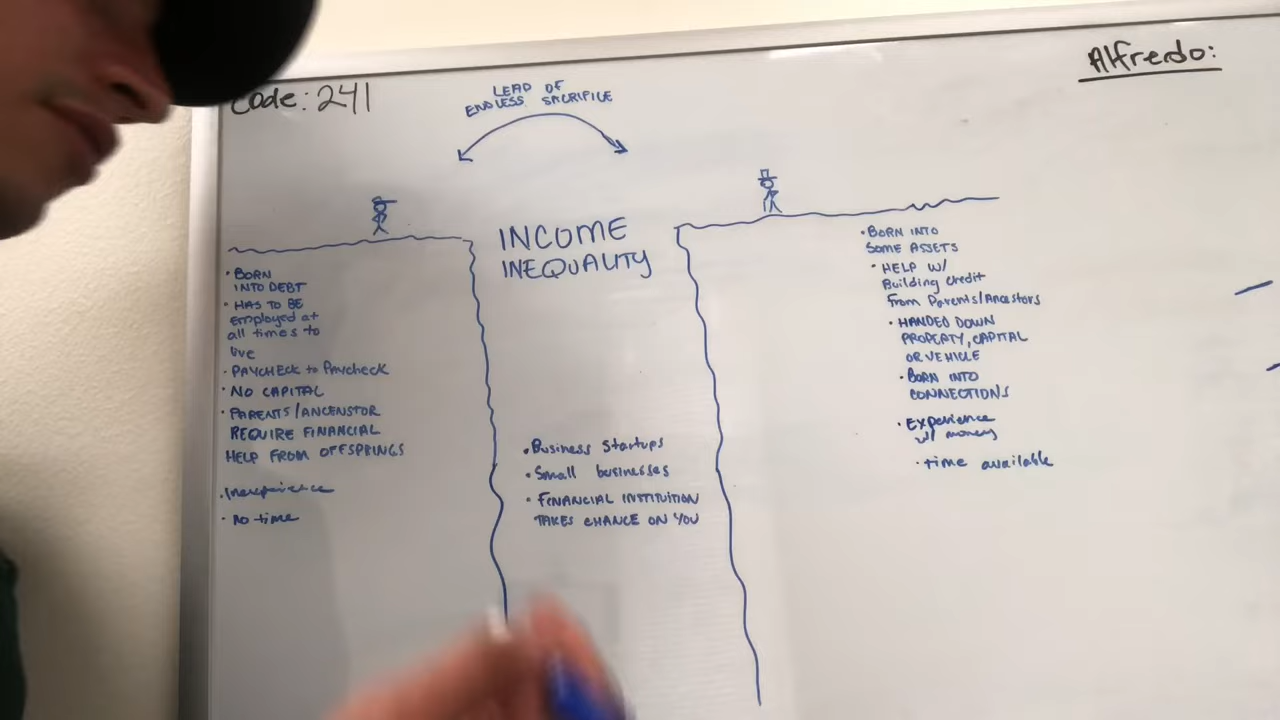 Code: 241
LEAD OF
ENDLESS SACRIFICE
Alfredo:
INCOME
INEQUALITY
• BORN
INTO DEBT
• HAS TO BE
employed at
all times to
live
• PAYCHECK to Paycheck
• NO CAPITAL
• PARENTS/ANCENSTOR
REQUIRE FINANCIAL
HELP FROM OFFSPRINGS
• Inexperience
• No time
• Business Startups
• Small businesses
• FINANCIAL INSTITUITION
TAKES CHANCE ON YOU
• BORN INTO
SOME ASSETS
• HELP W/
Building Credit
From Parents/Ancestors
• HANDED DOWN
PROPERTY, CAPITAL
OR VEHICLE
• BORN INTO
CONNECTIONS
• Experience
w/ money
• time available